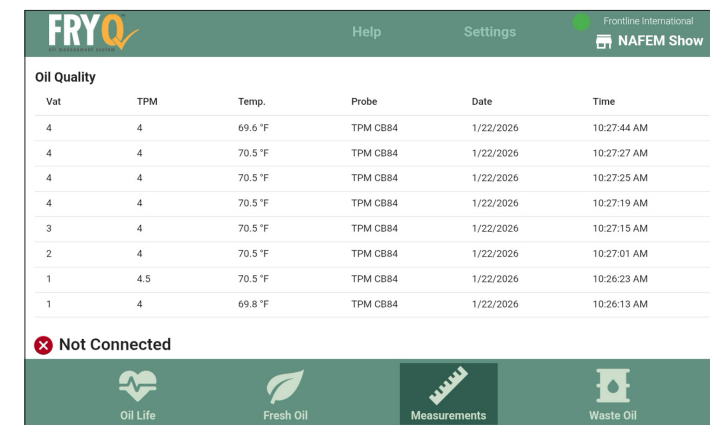 FRYQ
oil management system
Help
Settings
Frontline International
NAFEM Show
Oil Quality
Vat TPM Temp. Probe Date Time
4 4 69.6 °F TPM CB84 1/22/2026 10:27:44 AM
4 4 70.5 °F TPM CB84 1/22/2026 10:27:27 AM
4 4 70.5 °F TPM CB84 1/22/2026 10:27:25 AM
4 4 70.5 °F TPM CB84 1/22/2026 10:27:19 AM
3 4 70.5 °F TPM CB84 1/22/2026 10:27:15 AM
2 4 70.5 °F TPM CB84 1/22/2026 10:27:01 AM
1 4.5 70.5 °F TPM CB84 1/22/2026 10:26:23 AM
1 4 69.8 °F TPM CB84 1/22/2026 10:26:13 AM
Not Connected
Oil Life
Fresh Oil
Measurements
Waste Oil